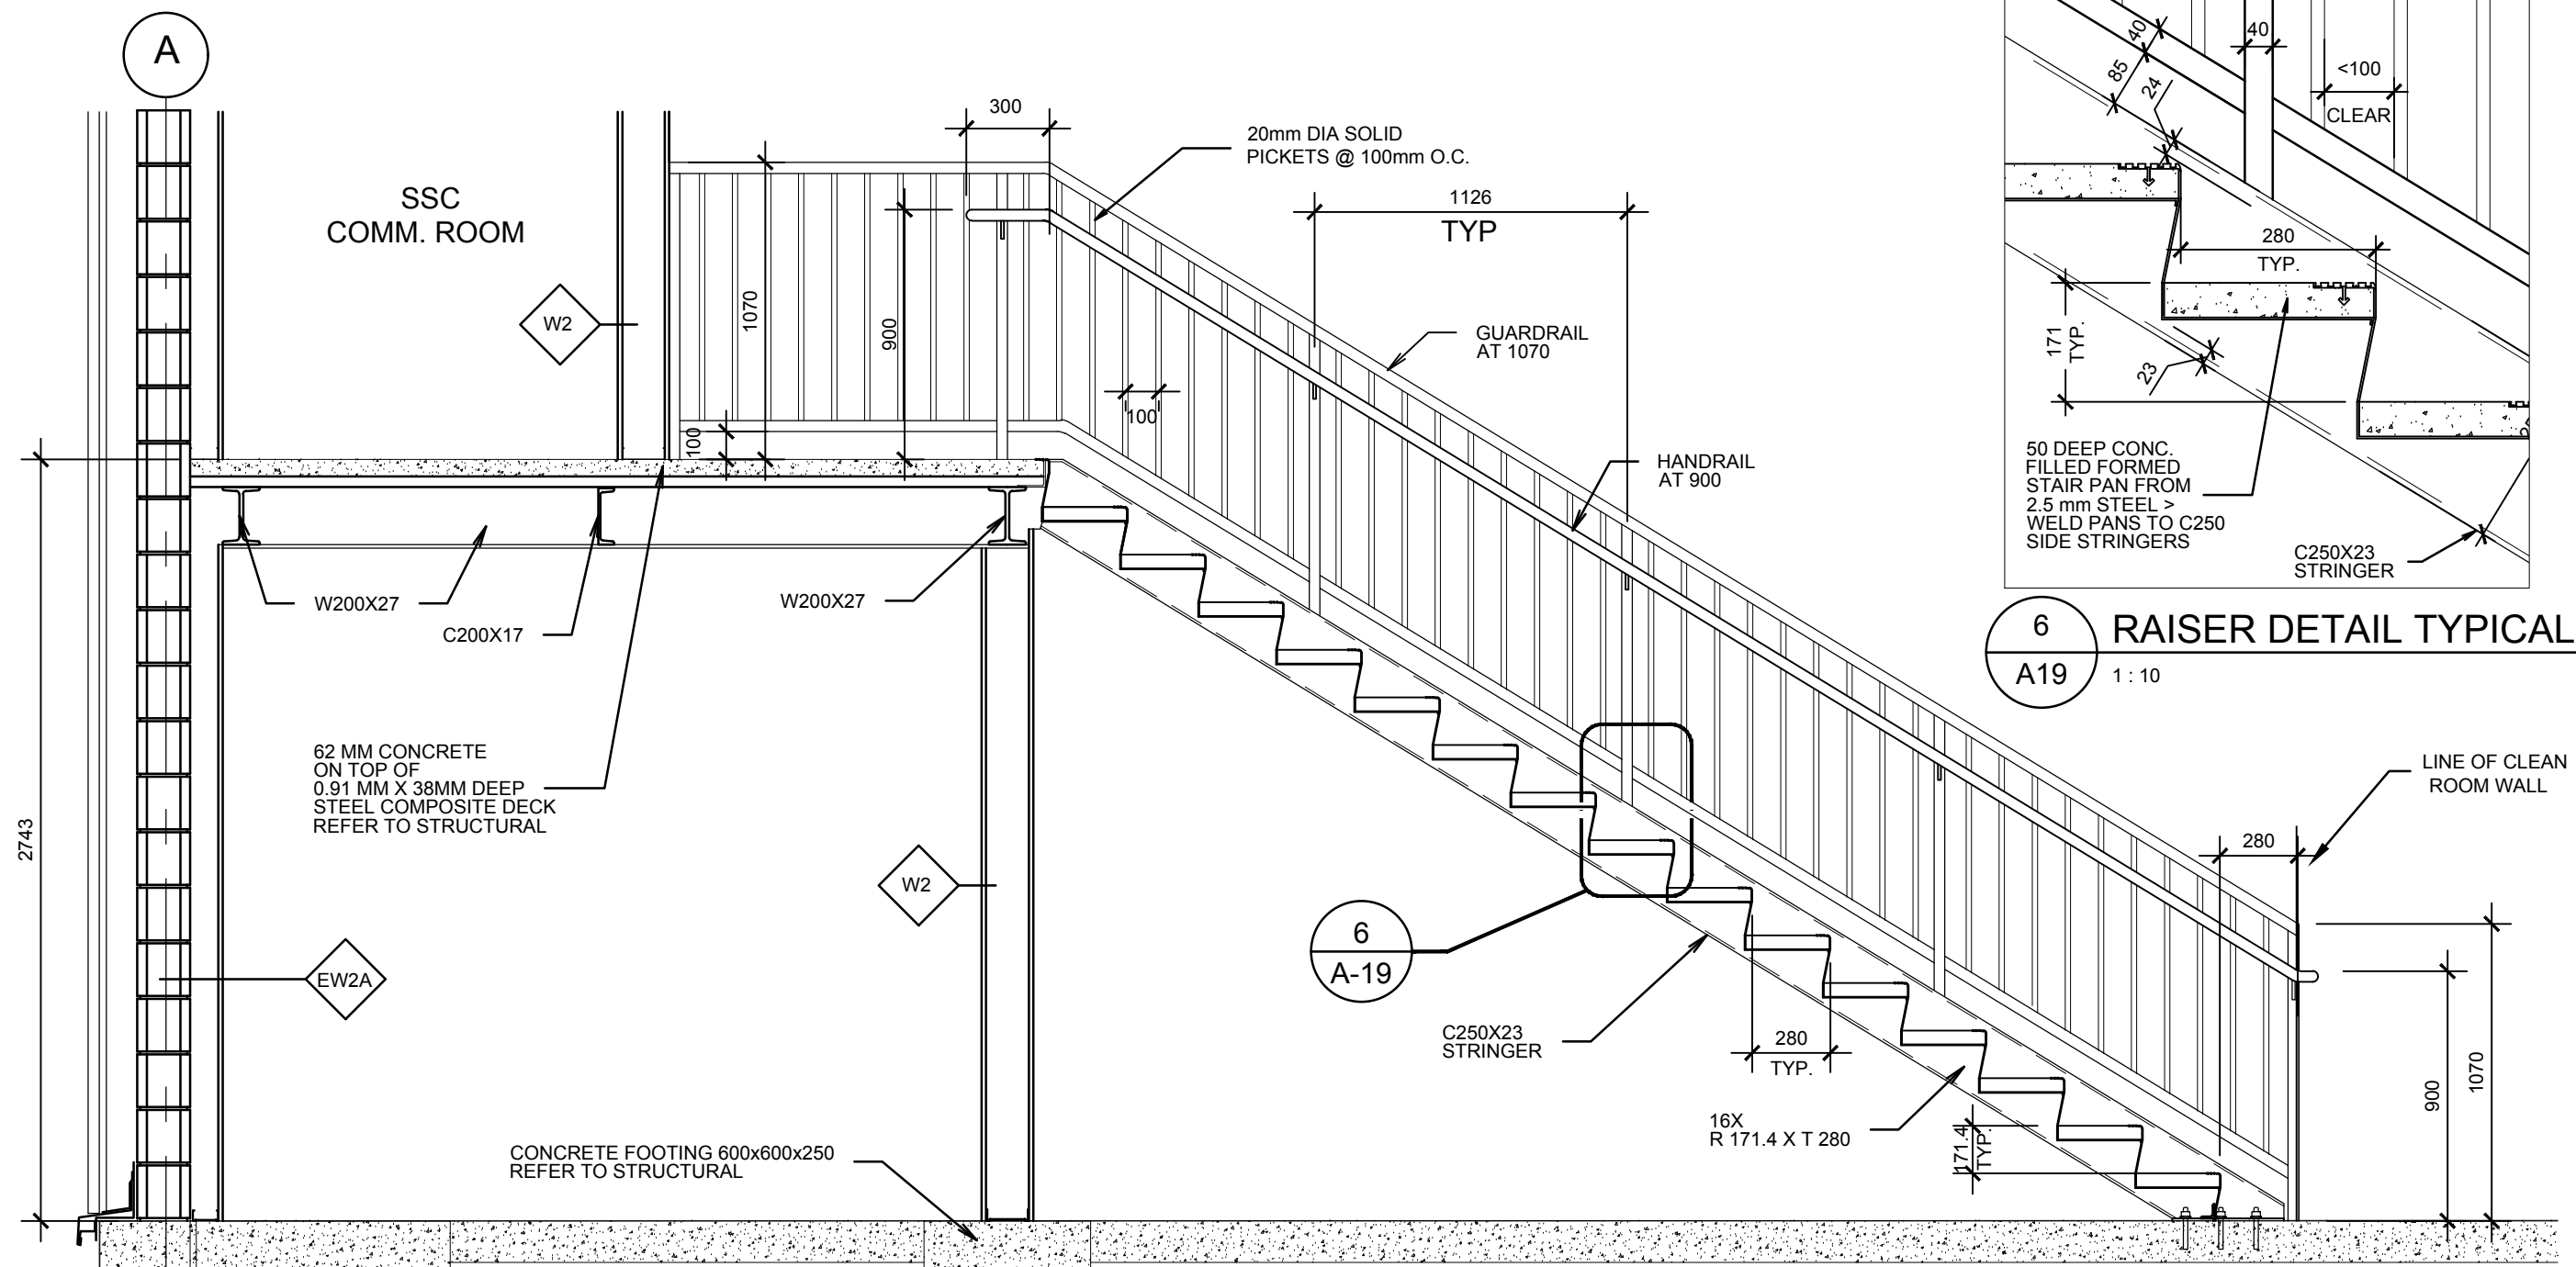 A
SSC
COMM. ROOM
300
20mm DIA SOLID
PICKETS @ 100mm O.C.
1126
TYP
W2
1070
900
100
100
GUARDRAIL
AT 1070
HANDRAIL
AT 900
W200X27
C200X17
W200X27
2743
62 MM CONCRETE
ON TOP OF
0.91 MM X 38MM DEEP
STEEL COMPOSITE DECK
REFER TO STRUCTURAL
W2
EW2A
6
A-19
C250X23
STRINGER
280
TYP.
16X
R 171.4 X T 280
171.4
TYP.
CONCRETE FOOTING 600x600x250
REFER TO STRUCTURAL
LINE OF CLEAN
ROOM WALL
280
900
1070
40
85
24
40
<100
CLEAR
280
TYP.
171
TYP.
23
50 DEEP CONC.
FILLED FORMED
STAIR PAN FROM
2.5 mm STEEL >
WELD PANS TO C250
SIDE STRINGERS
C250X23
STRINGER
6
A19
RAISER DETAIL TYPICAL
1 : 10